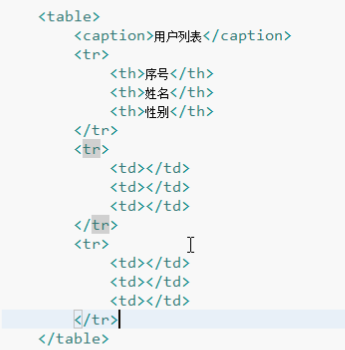 <table>
<caption>用户列表</caption>
<tr>
<th>序号</th>
<th>姓名</th>
<th>性别</th>
</tr>
<tr>
<td></td>
<td></td>
<td></td>
</tr>
<tr>
<td></td>
<td></td>
<td></td>
</tr>
</table>